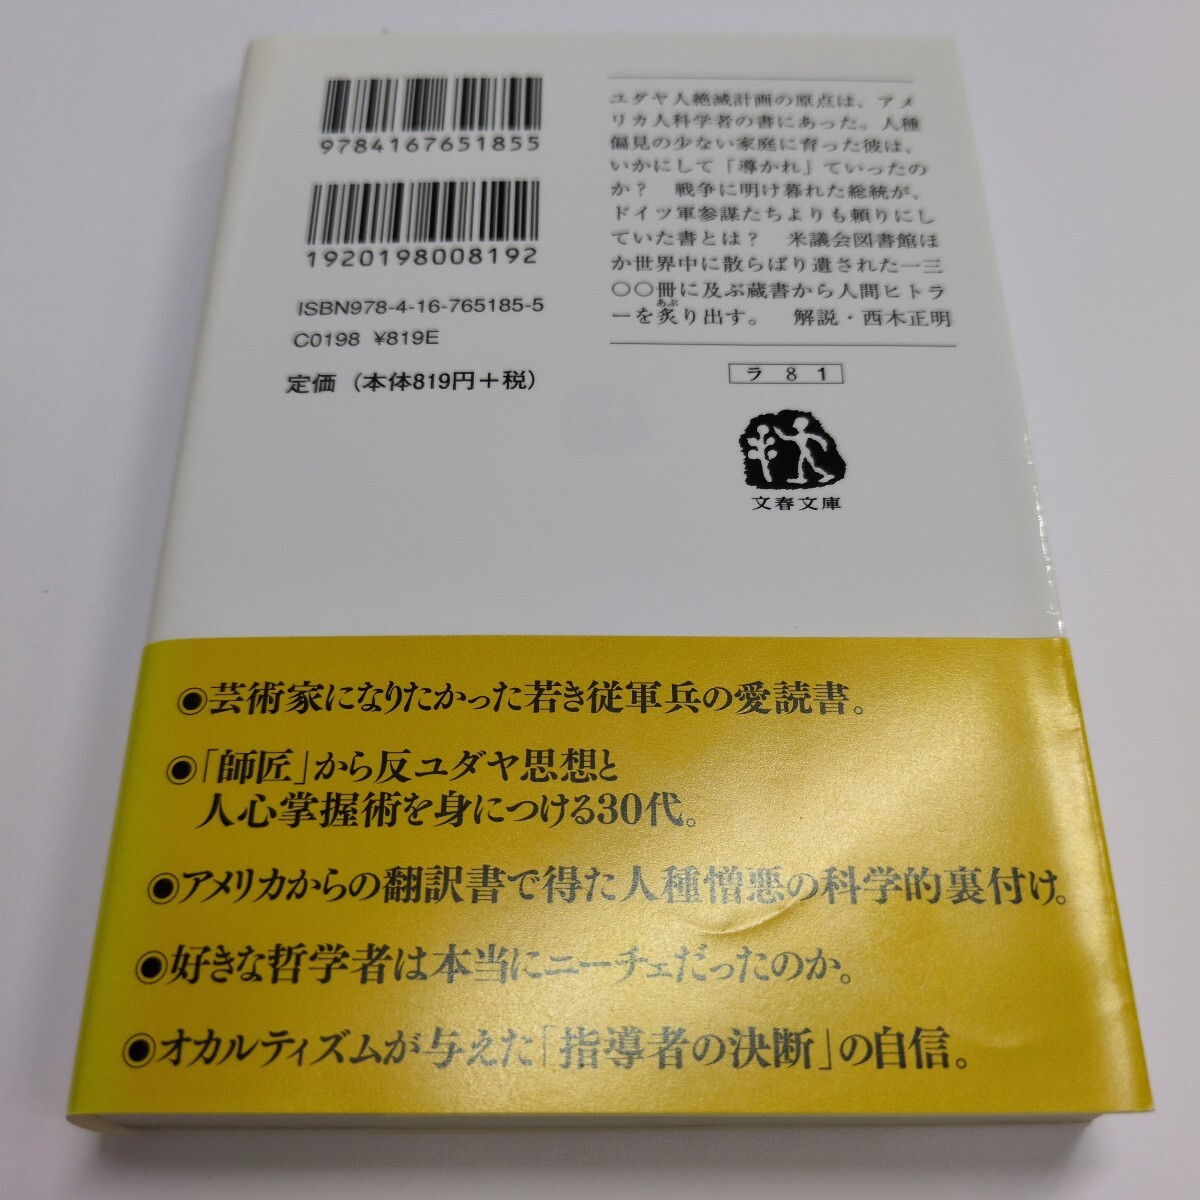 9784167651855
1920198008192
ISBN978-4-16-765185-5
C0198 ¥819E
定価（本体819円＋税）
ユダヤ人絶滅計画の原点は、アメ
リカ人科学者の書にあった。人種
偏見の少ない家庭に育った彼は、
いかにして「導かれ」ていったの
か？　戦争に明け暮れた総統が、
ドイツ軍参謀たちよりも頼りにし
ていた書とは？　米議会図書館ほ
か世界中に散らばり遺された一三
〇〇冊に及ぶ蔵書から人間ヒトラ
あぶ
ーを炙り出す。　解説・西木正明
ラ 8 1
文春文庫
◉芸術家になりたかった若き従軍兵の愛読書。
◉「師匠」から反ユダヤ思想と
人心掌握術を身につける30代。
◉アメリカからの翻訳書で得た人種憎悪の科学的裏付け。
◉好きな哲学者は本当にニーチェだったのか。
◉オカルティズムが与えた「指導者の決断」の自信。